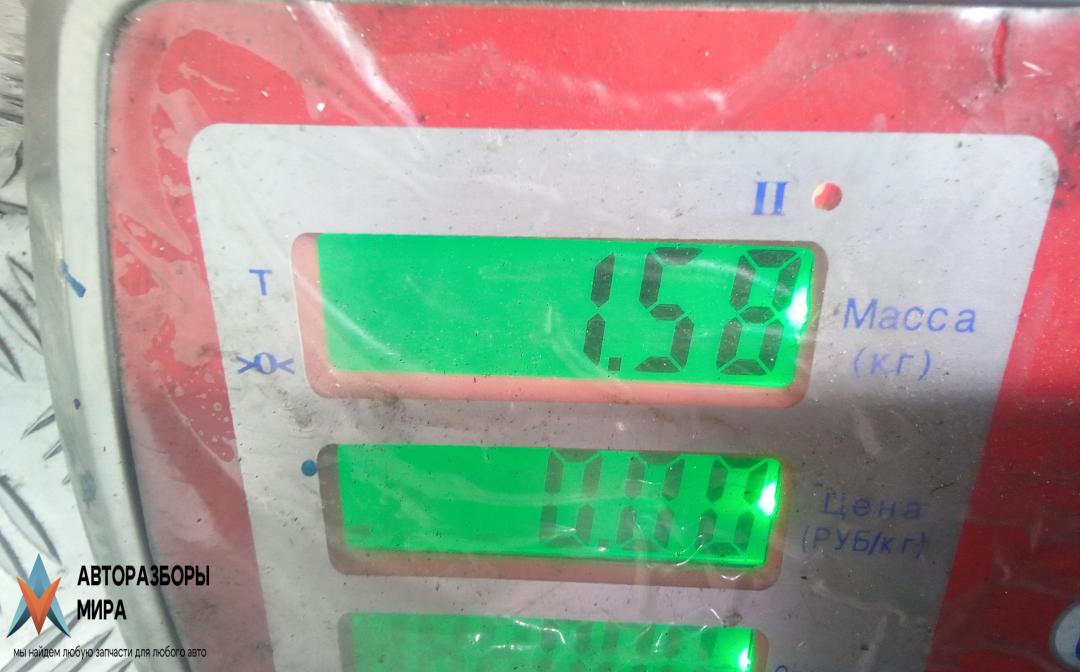 II
T
1.58
Масса
(кг)
>0<
0.00
Цена
(РУБ/кг)
АВТОРАЗБОРЫ
МИРА
мы найдем любую запчасти для любого авто